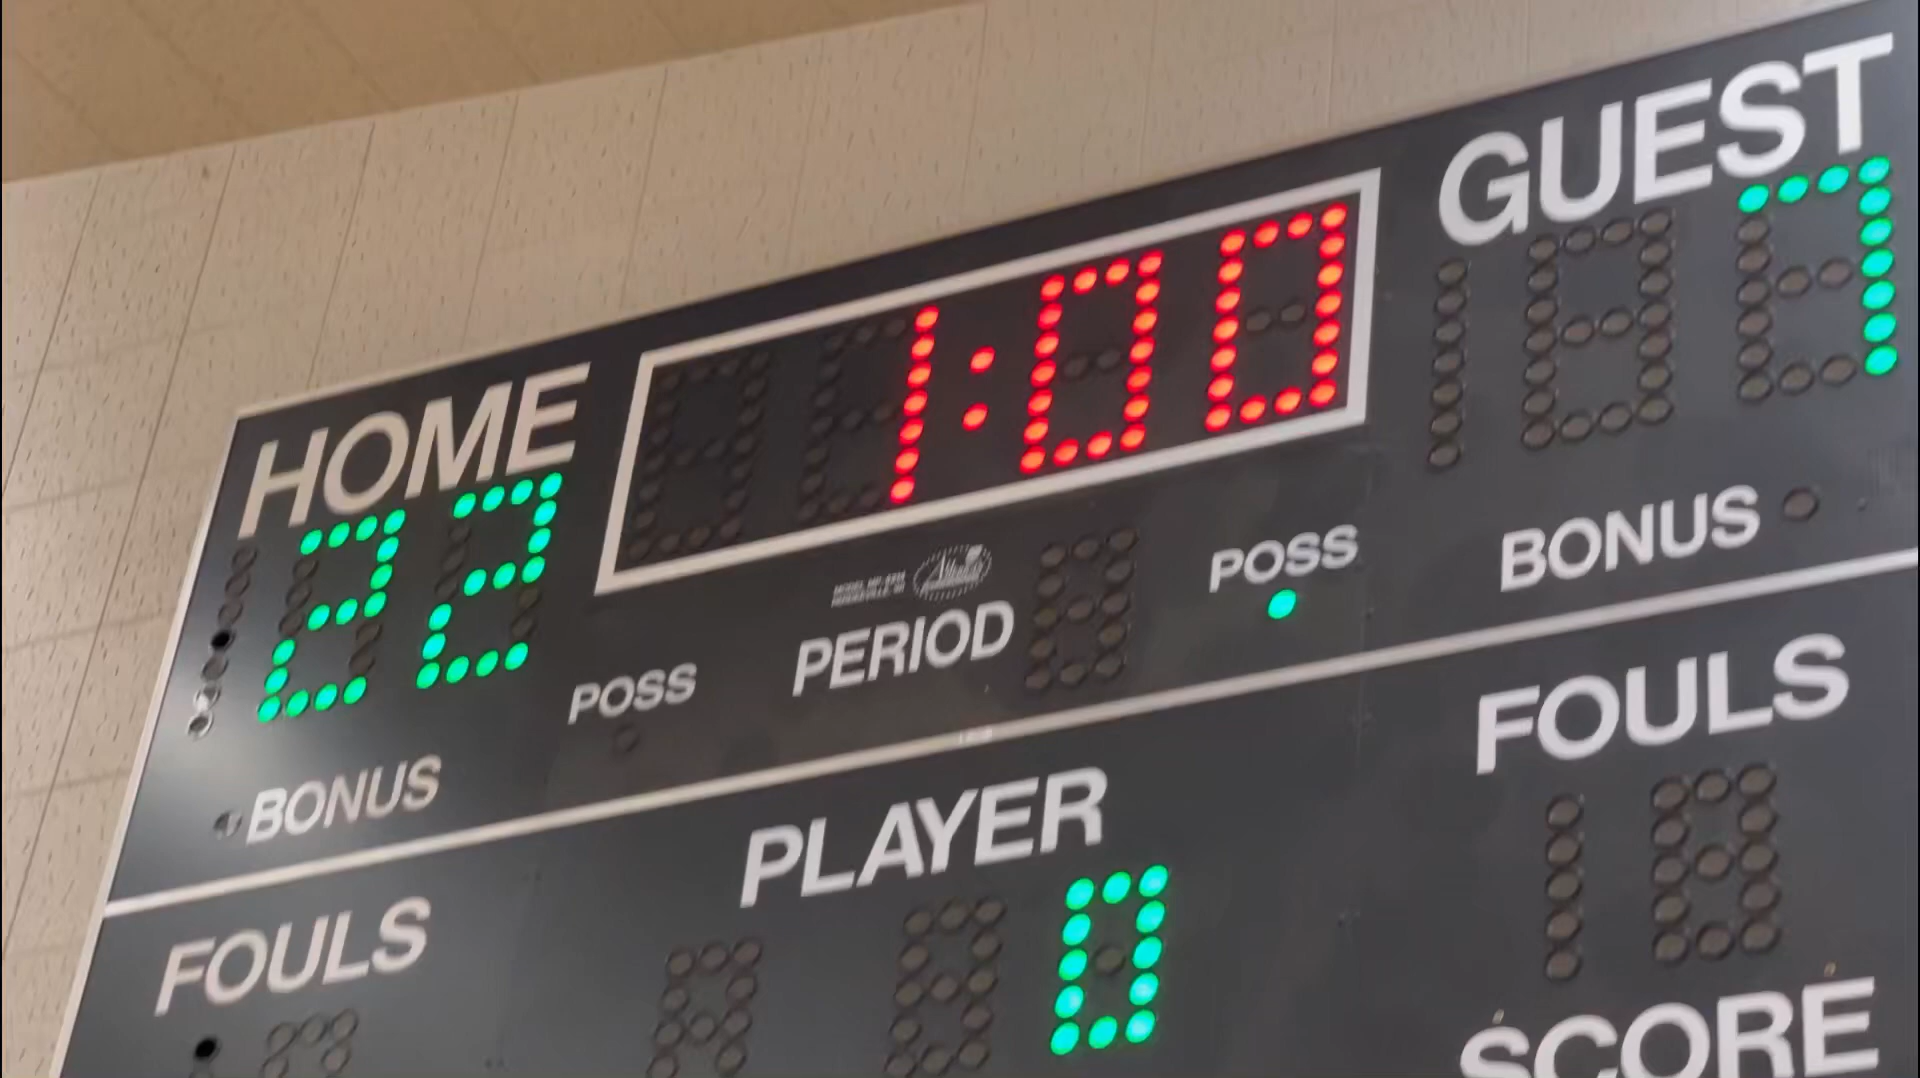 HOME 1:00 GUEST
22 7
POSS PERIOD POSS
BONUS BONUS
PLAYER
FOULS 0 FOULS
SCORE